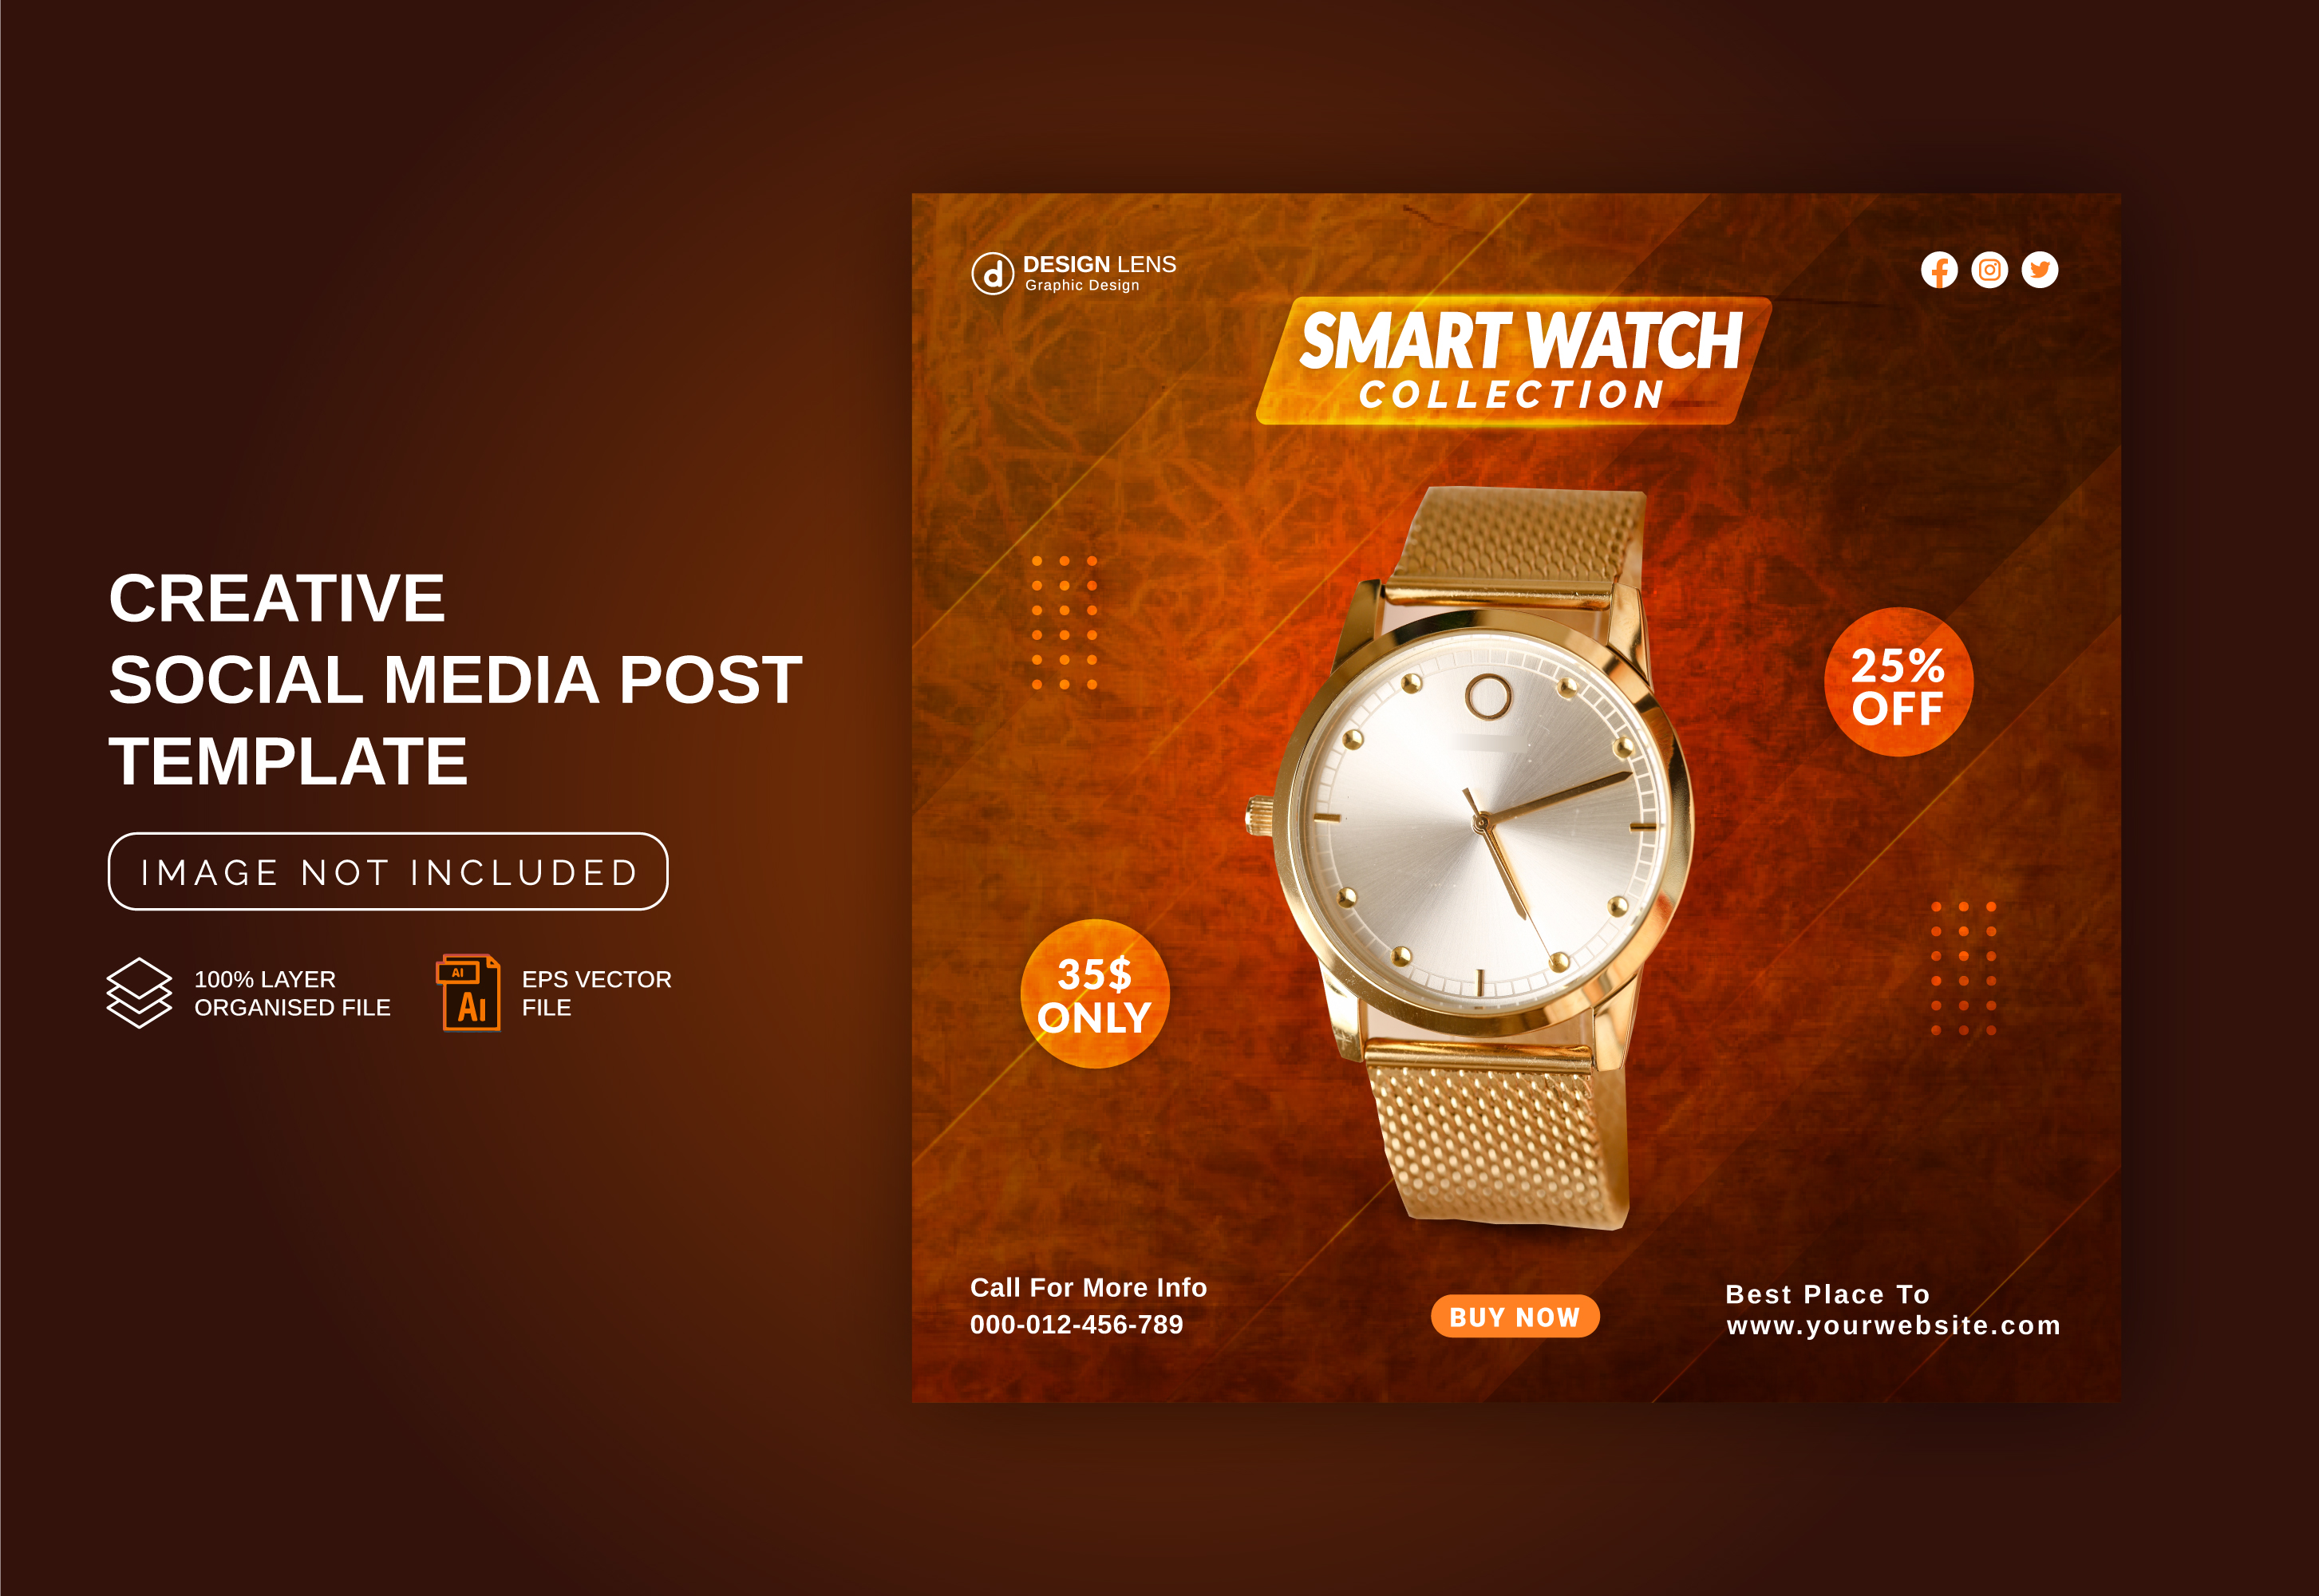 CREATIVE
SOCIAL MEDIA POST
TEMPLATE
IMAGE NOT INCLUDED
100% LAYER
ORGANISED FILE
AI
AI
EPS VECTOR
FILE
d
DESIGN LENS
Graphic Design
SMART WATCH
COLLECTION
25%
OFF
35$
ONLY
Call For More Info
000-012-456-789
BUY NOW
Best Place To
www.yourwebsite.com